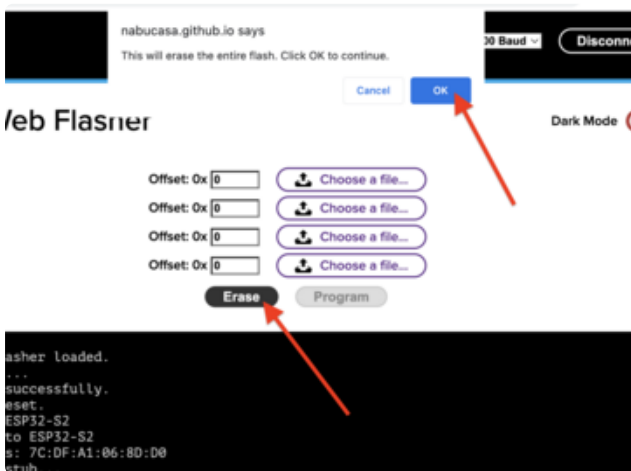 nabucasa.github.io says
This will erase the entire flash. Click OK to continue.
Cancel OK
Baud Disconn
eb Flasher
Dark Mode
Offset: 0x 0 Choose a file...
Offset: 0x 0 Choose a file...
Offset: 0x 0 Choose a file...
Offset: 0x 0 Choose a file...
Erase Program
asher loaded.
...
successfully.
eset.
ESP32-S2
to ESP32-S2
s: 7C:DF:A1:06:8D:D0
stub